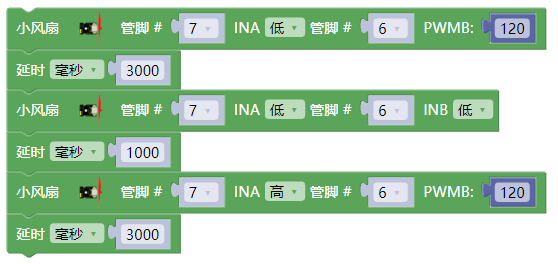 小风扇 管脚 # 7 INA 低 管脚 # 6 PWMB: 120
延时 毫秒 3000
小风扇 管脚 # 7 INA 低 管脚 # 6 INB 低
延时 毫秒 1000
小风扇 管脚 # 7 INA 高 管脚 # 6 PWMB: 120
延时 毫秒 3000